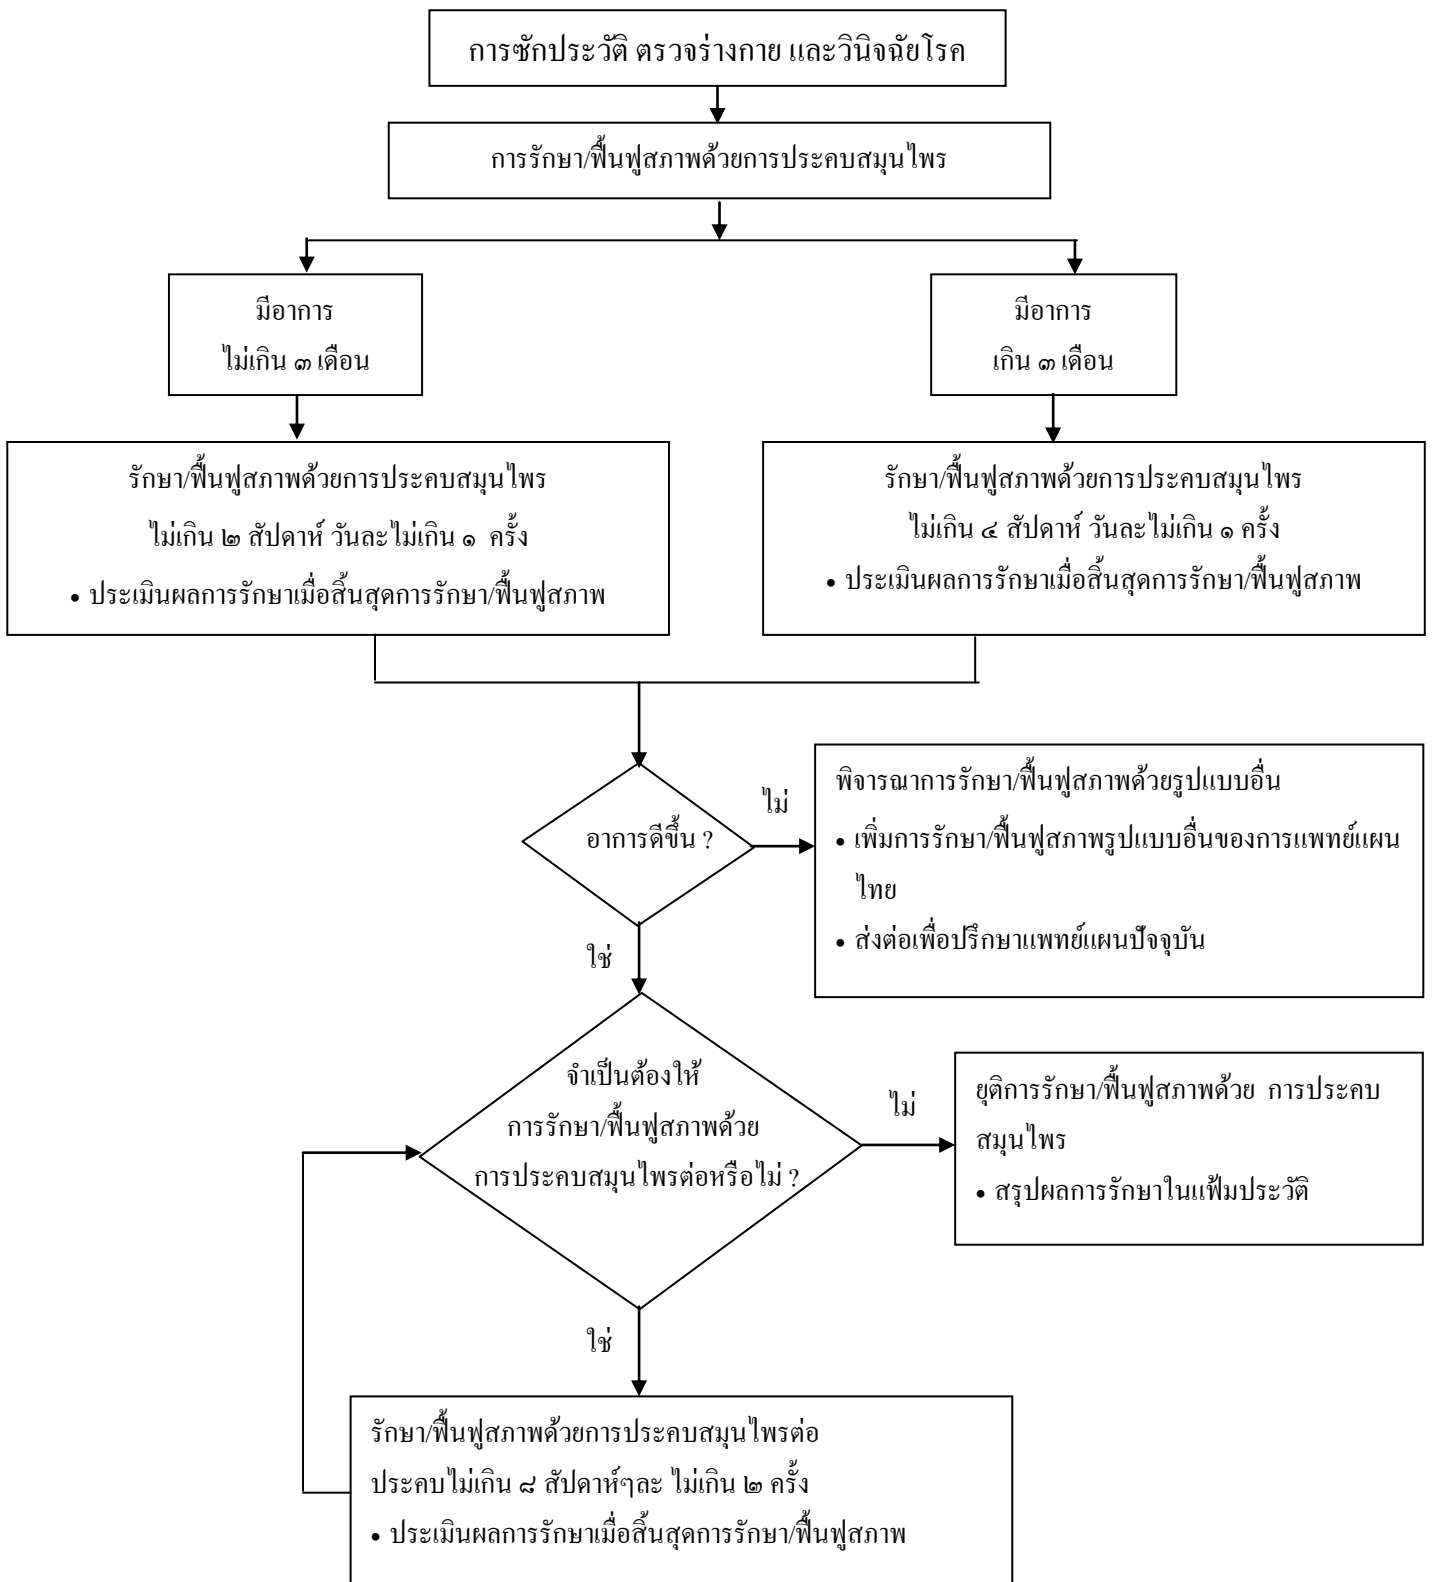 การซักประวัติ ตรวจร่างกาย และวินิจฉัยโรค
การรักษา/ฟื้นฟูสภาพด้วยการประคบสมุนไพร
มีอาการ
ไม่เกิน ๓ เดือน
มีอาการ
เกิน ๓ เดือน
รักษา/ฟื้นฟูสภาพด้วยการประคบสมุนไพร
ไม่เกิน ๒ สัปดาห์ วันละไม่เกิน ๑ ครั้ง
• ประเมินผลการรักษาเมื่อสิ้นสุดการรักษา/ฟื้นฟูสภาพ
รักษา/ฟื้นฟูสภาพด้วยการประคบสมุนไพร
ไม่เกิน ๔ สัปดาห์ วันละไม่เกิน ๑ ครั้ง
• ประเมินผลการรักษาเมื่อสิ้นสุดการรักษา/ฟื้นฟูสภาพ
อาการดีขึ้น ?
ไม่
พิจารณาการรักษา/ฟื้นฟูสภาพด้วยรูปแบบอื่น
• เพิ่มการรักษา/ฟื้นฟูสภาพรูปแบบอื่นของการแพทย์แผน
ไทย
• ส่งต่อเพื่อปรึกษาแพทย์แผนปัจจุบัน
ใช่
จำเป็นต้องให้
การรักษา/ฟื้นฟูสภาพด้วย
การประคบสมุนไพรต่อหรือไม่ ?
ไม่
ยุติการรักษา/ฟื้นฟูสภาพด้วย การประคบ
สมุนไพร
• สรุปผลการรักษาในแฟ้มประวัติ
ใช่
รักษา/ฟื้นฟูสภาพด้วยการประคบสมุนไพรต่อ
ประคบไม่เกิน ๘ สัปดาห์ๆละ ไม่เกิน ๒ ครั้ง
• ประเมินผลการรักษาเมื่อสิ้นสุดการรักษา/ฟื้นฟูสภาพ